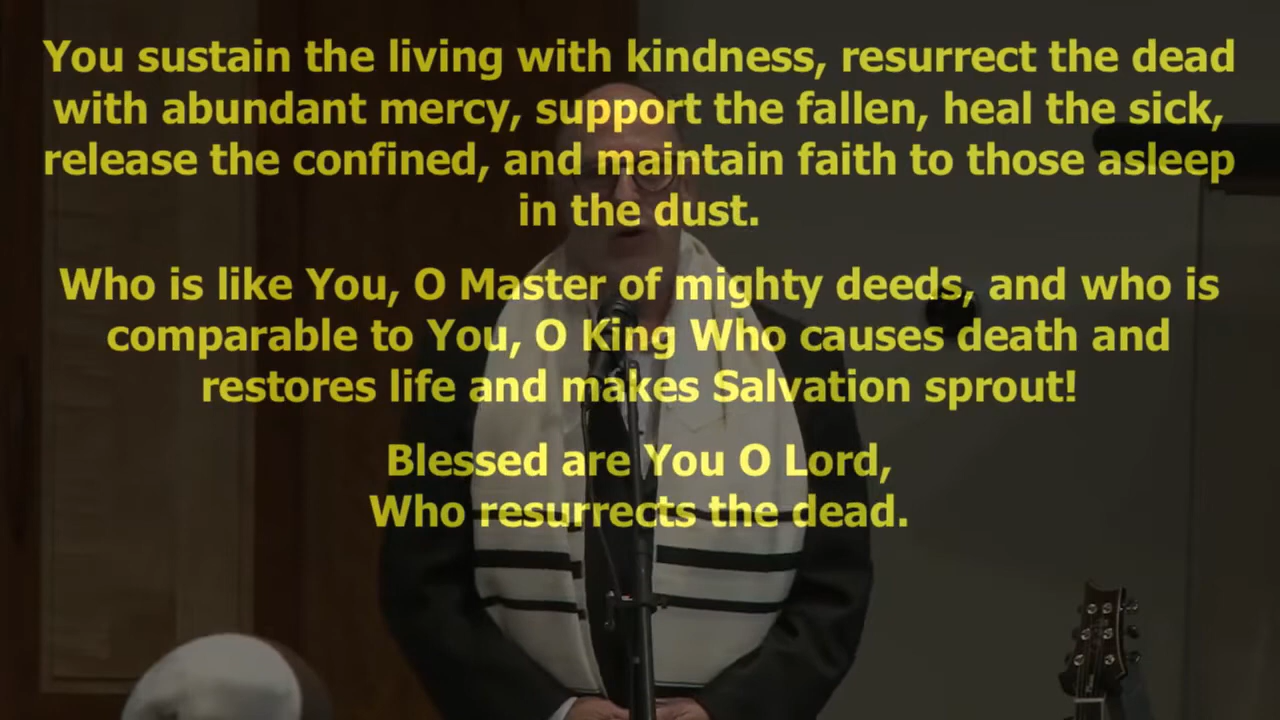 You sustain the living with kindness, resurrect the dead
with abundant mercy, support the fallen, heal the sick,
release the confined, and maintain faith to those asleep
in the dust.
Who is like You, O Master of mighty deeds, and who is
comparable to You, O King Who causes death and
restores life and makes Salvation sprout!
Blessed are You O Lord,
Who resurrects the dead.